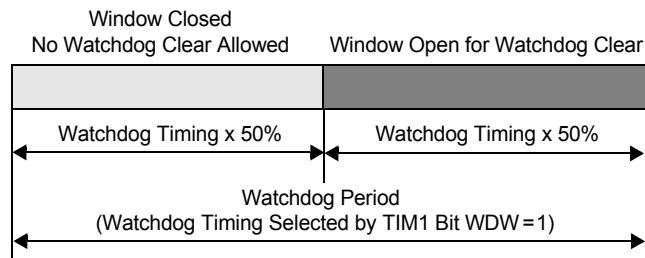 Window Closed
No Watchdog Clear Allowed
Window Open for Watchdog Clear
Watchdog Timing x 50%
Watchdog Timing x 50%
Watchdog Period
(Watchdog Timing Selected by TIM1 Bit WDW=1)